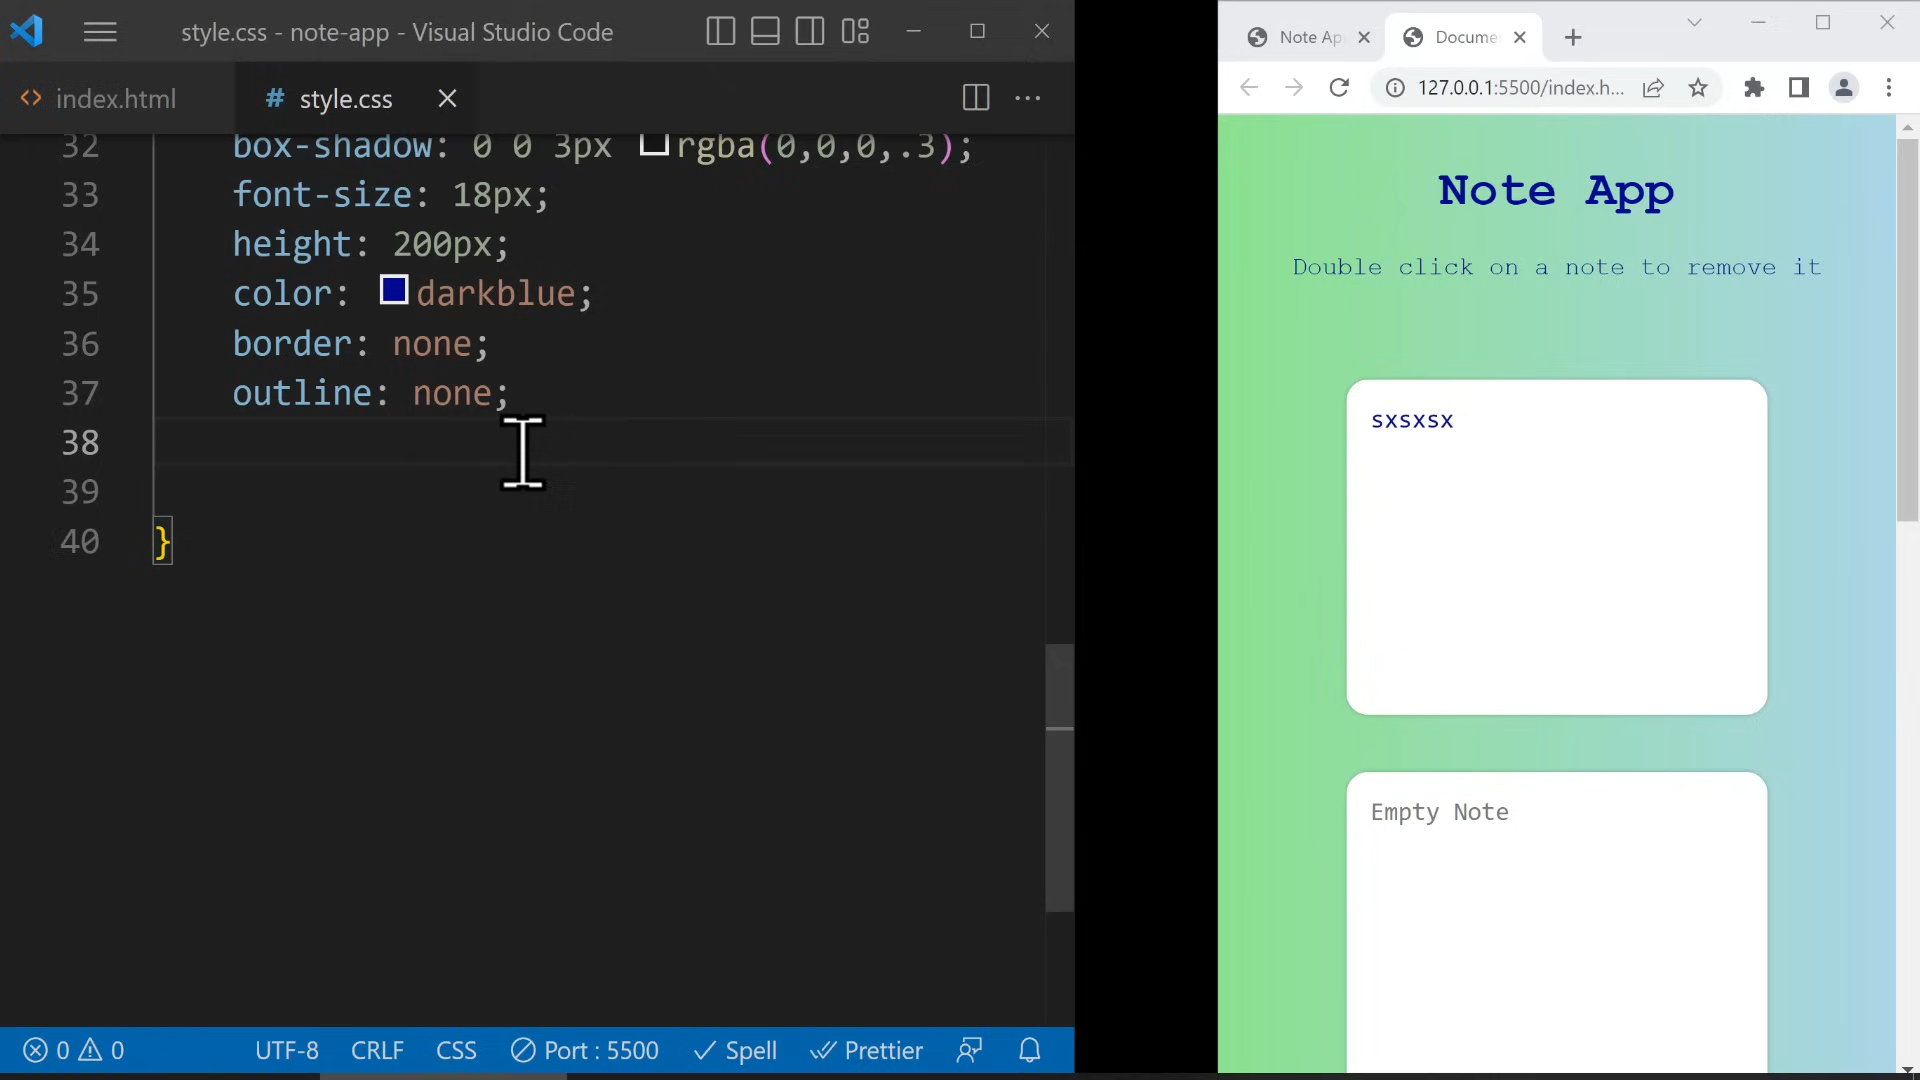 style.css - note-app - Visual Studio Code
index.html
# style.css
32 box-shadow: 0 0 3px rgba(0,0,0,.3);
33 font-size: 18px;
34 height: 200px;
35 color: darkblue;
36 border: none;
37 outline: none;
38
39
40 }
0 0 UTF-8 CRLF CSS Port : 5500 Spell Prettier
Note Ap
Docume
127.0.0.1:5500/index.h...
Note App
Double click on a note to remove it
sxsxsx
Empty Note